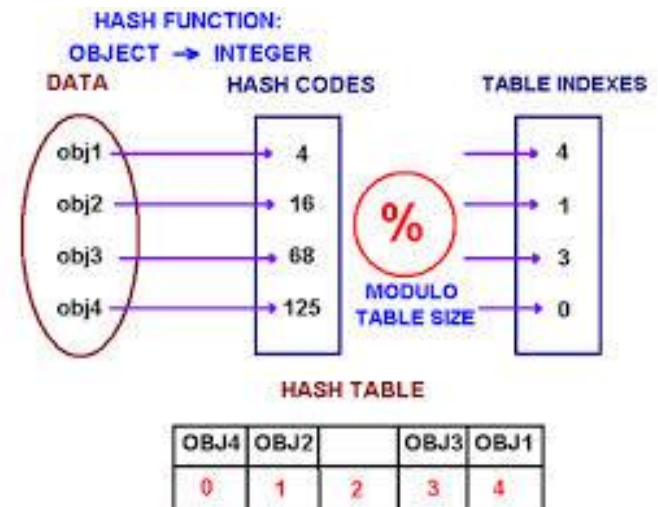 HASH FUNCTION:
OBJECT → INTEGER
DATA HASH CODES TABLE INDEXES
obj1 4 4
obj2 16 1
obj3 68 3
obj4 125 0
%
MODULO
TABLE SIZE
HASH TABLE
OBJ4 OBJ2 OBJ3 OBJ1
0 1 2 3 4